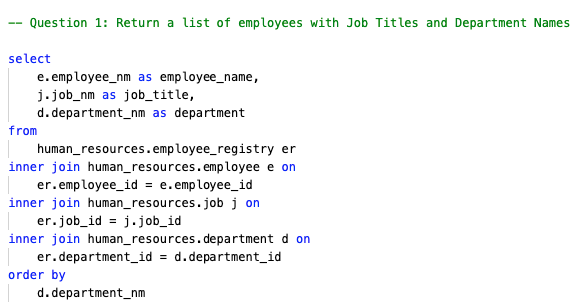 -- Question 1: Return a list of employees with Job Titles and Department Names
select
e.employee_nm as employee_name,
j.job_nm as job_title,
d.department_nm as department
from
human_resources.employee_registry er
inner join human_resources.employee e on
er.employee_id = e.employee_id
inner join human_resources.job j on
er.job_id = j.job_id
inner join human_resources.department d on
er.department_id = d.department_id
order by
d.department_nm